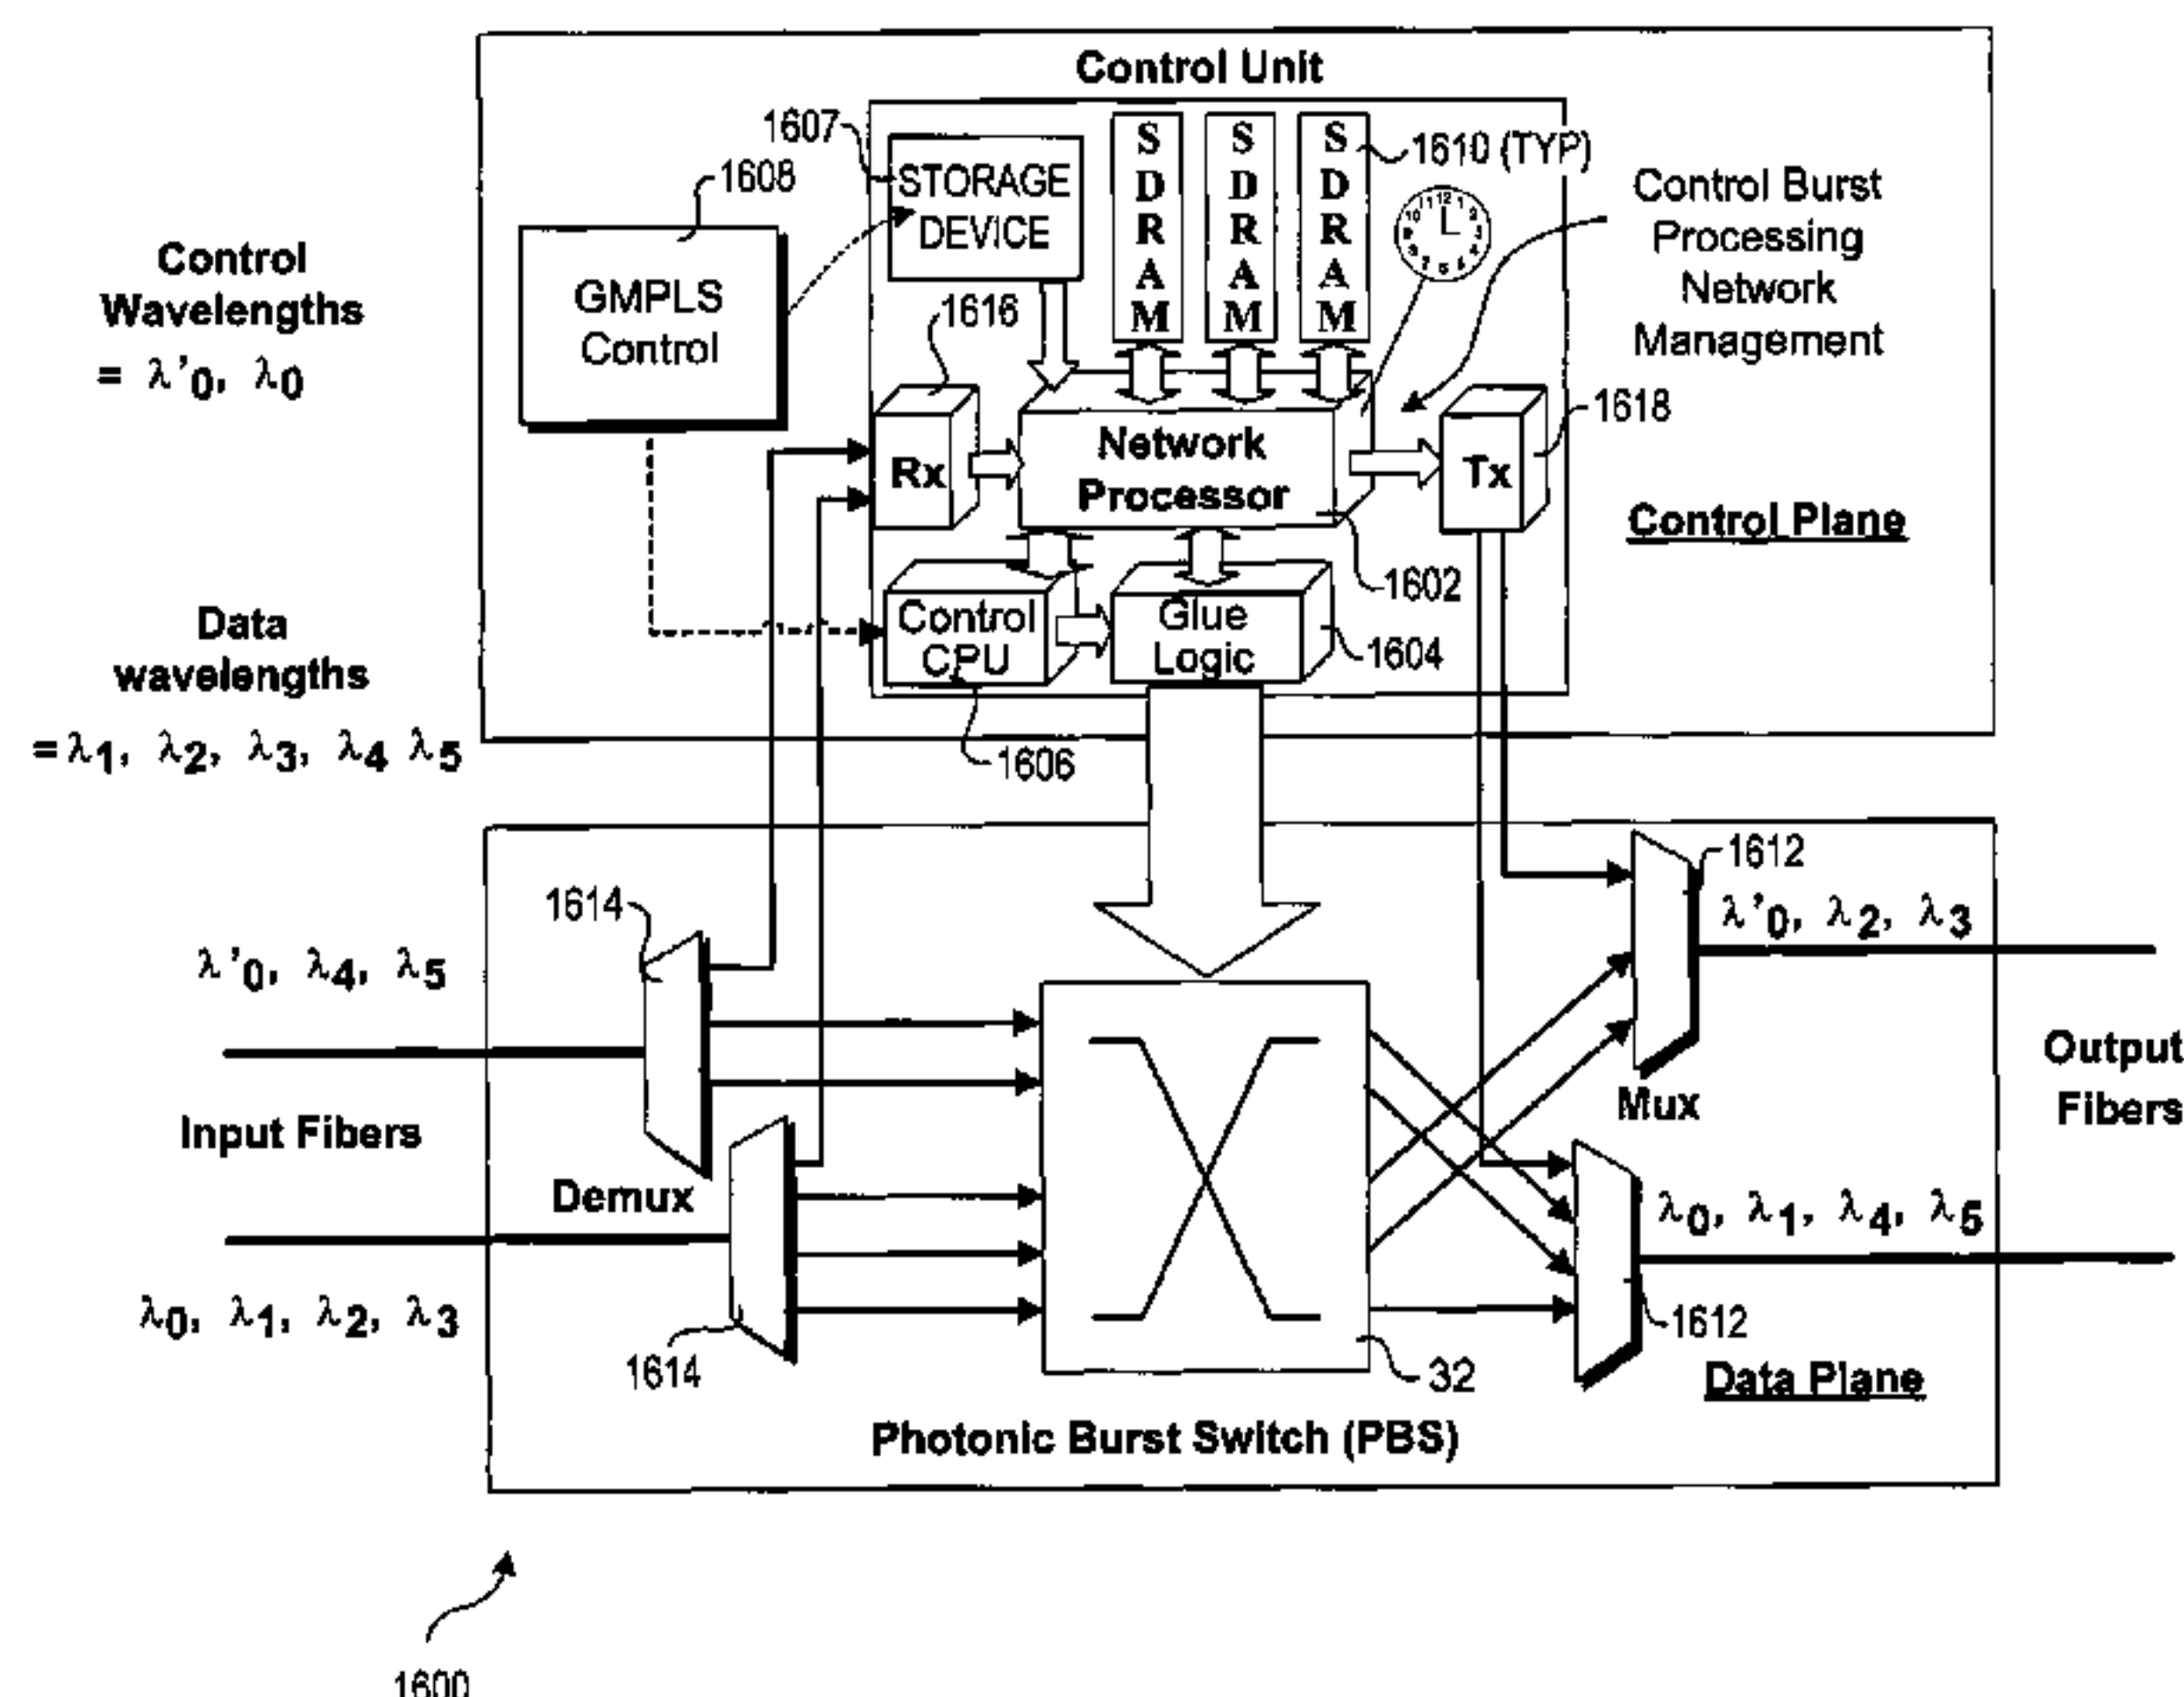 Control Unit
1607
STORAGE
DEVICE
SDRAM
SDRAM
SDRAM
1610 (TYP)
1608
GMPLS
Control
Control
Wavelengths
= λ'0, λ0
Control Burst
Processing
Network
Management
1616
Rx
Network
Processor
Tx
1618
Control Plane
1602
Control
CPU
Glue
Logic
1604
1606
Data
wavelengths
=λ1, λ2, λ3, λ4 λ5
1614
λ'0, λ4, λ5
Input Fibers
Demux
λ0, λ1, λ2, λ3
1614
32
1612
λ'0, λ2, λ3
Mux
Output
Fibers
λ0, λ1, λ4, λ5
1612
Data Plane
Photonic Burst Switch (PBS)
1600